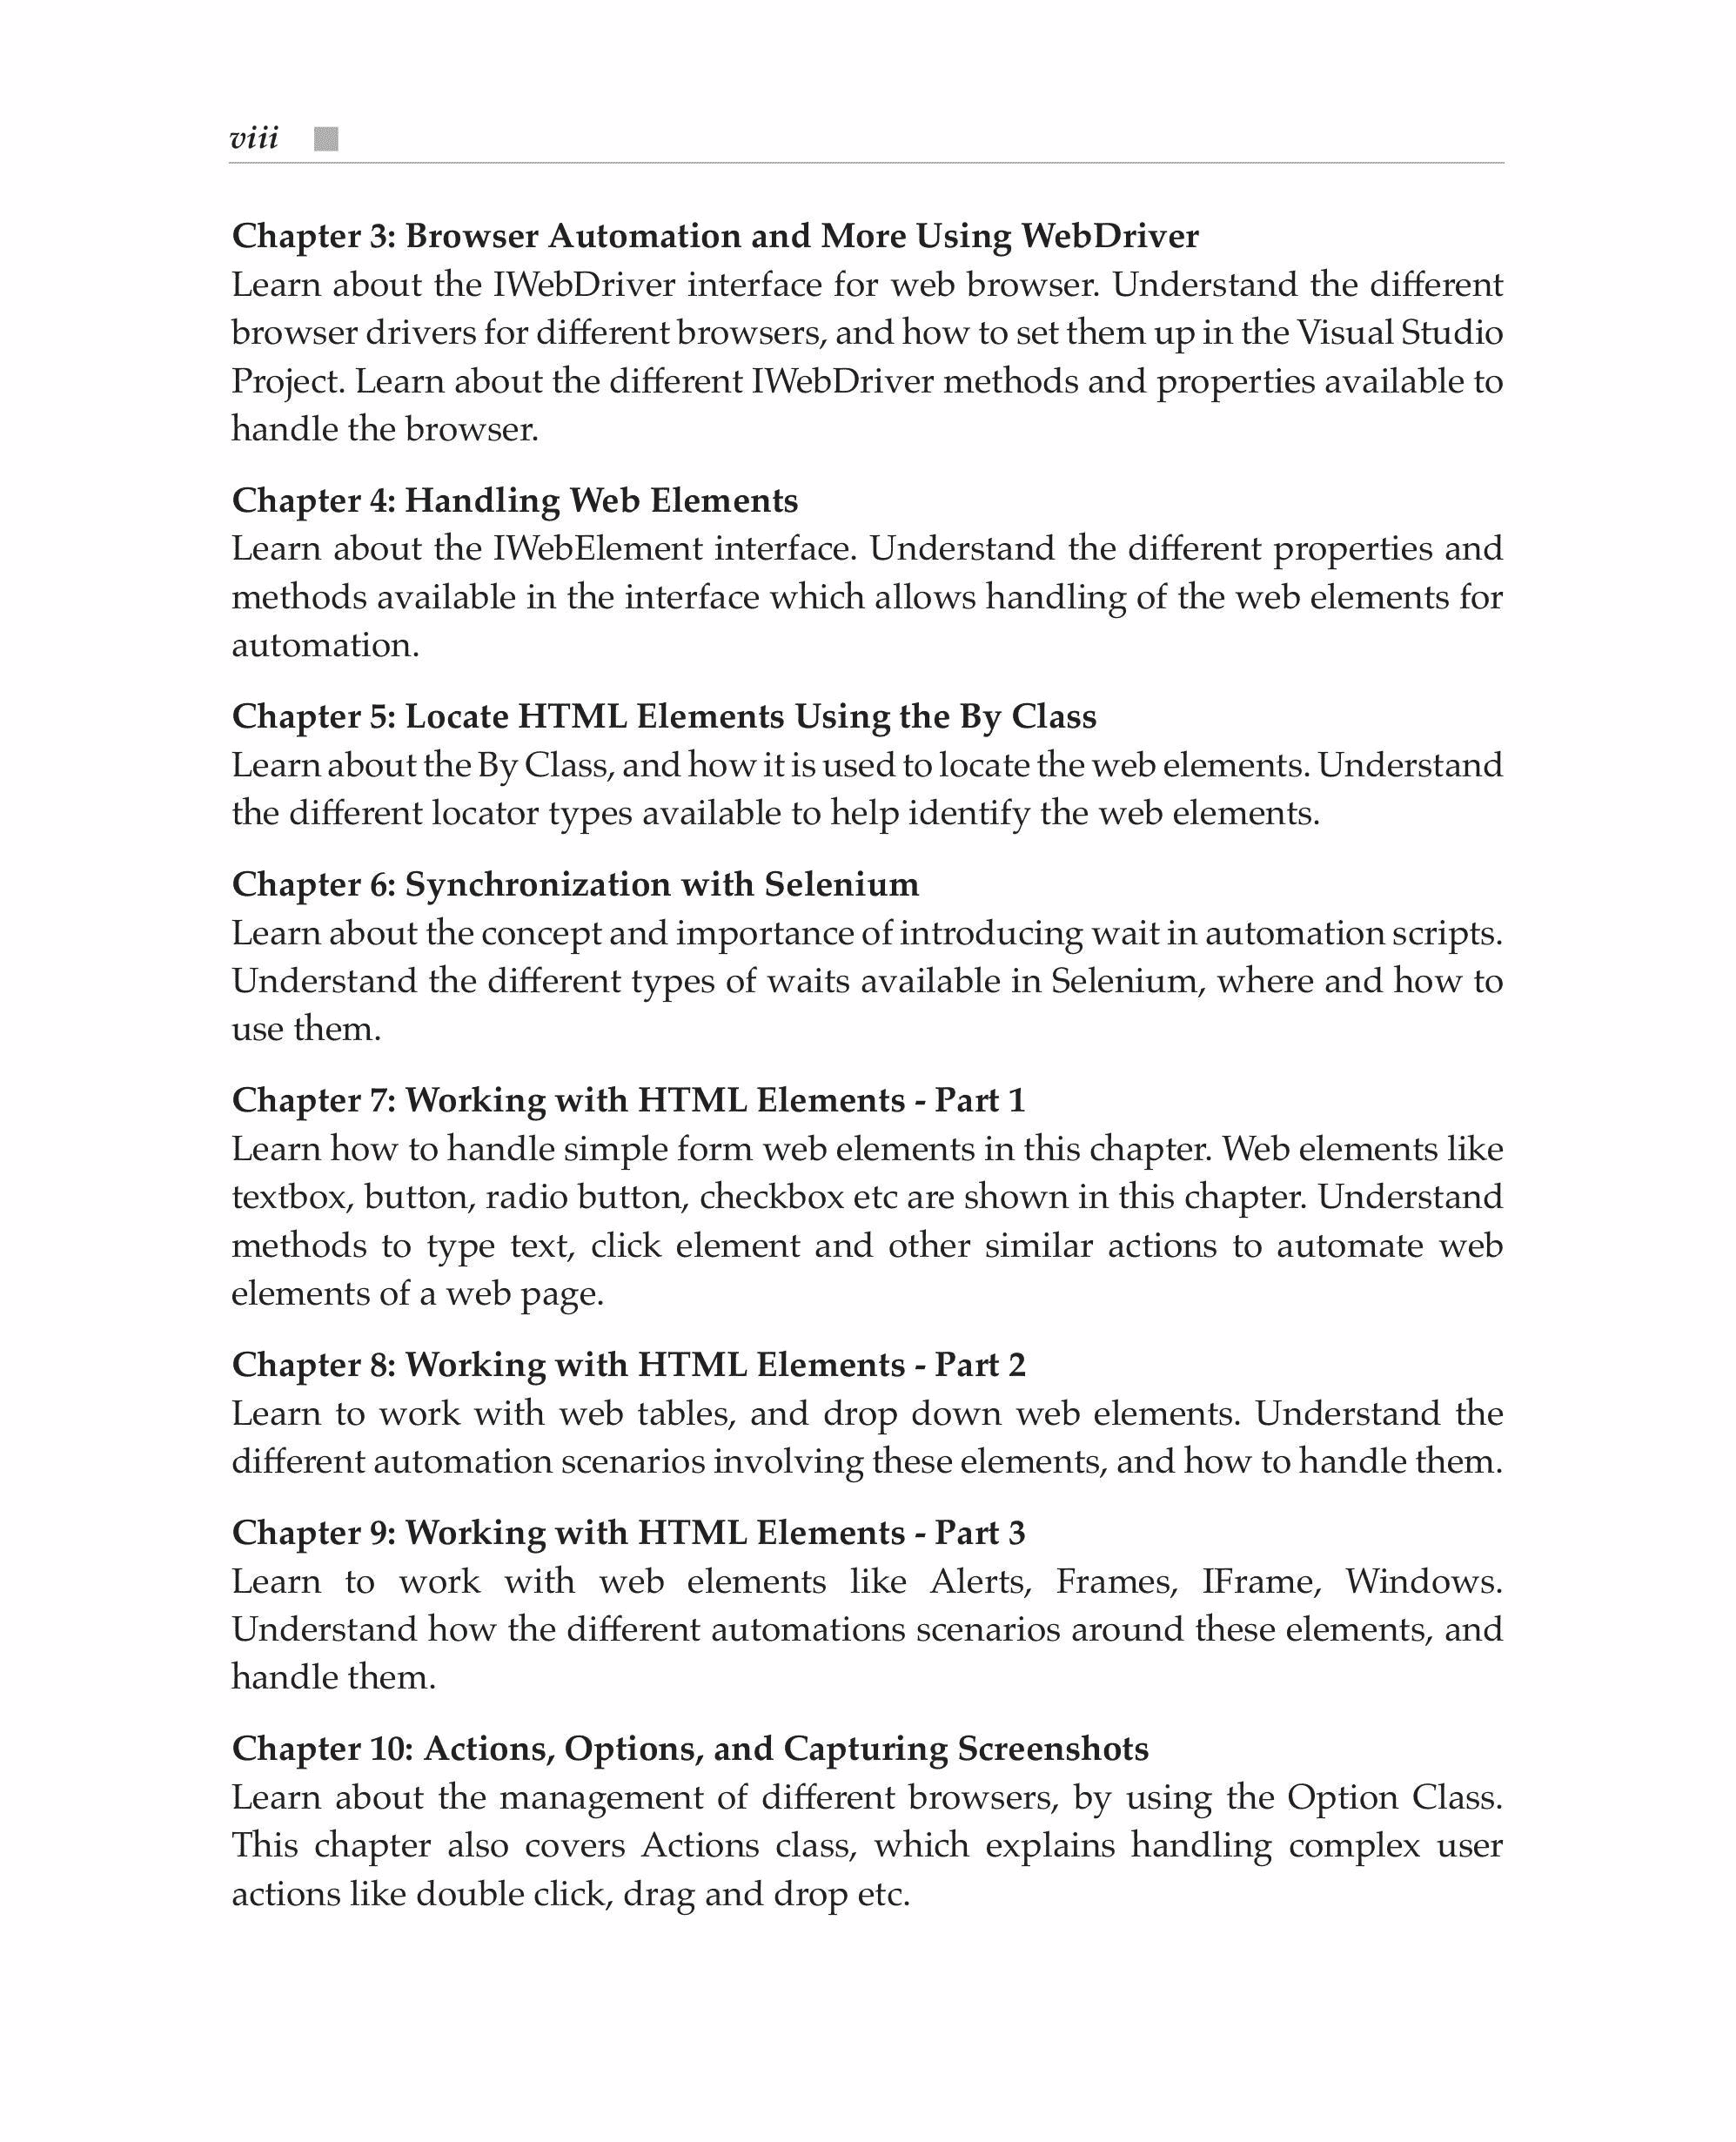 viii
Chapter 3: Browser Automation and More Using WebDriver
Learn about the IWebDriver interface for web browser. Understand the different
browser drivers for different browsers, and how to set them up in the Visual Studio
Project. Learn about the different IWebDriver methods and properties available to
handle the browser.
Chapter 4: Handling Web Elements
Learn about the IWebElement interface. Understand the different properties and
methods available in the interface which allows handling of the web elements for
automation.
Chapter 5: Locate HTML Elements Using the By Class
Learn about the By Class, and how it is used to locate the web elements. Understand
the different locator types available to help identify the web elements.
Chapter 6: Synchronization with Selenium
Learn about the concept and importance of introducing wait in automation scripts.
Understand the different types of waits available in Selenium, where and how to
use them.
Chapter 7: Working with HTML Elements - Part 1
Learn how to handle simple form web elements in this chapter. Web elements like
textbox, button, radio button, checkbox etc are shown in this chapter. Understand
methods to type text, click element and other similar actions to automate web
elements of a web page.
Chapter 8: Working with HTML Elements - Part 2
Learn to work with web tables, and drop down web elements. Understand the
different automation scenarios involving these elements, and how to handle them.
Chapter 9: Working with HTML Elements - Part 3
Learn to work with web elements like Alerts, Frames, IFrame, Windows.
Understand how the different automations scenarios around these elements, and
handle them.
Chapter 10: Actions, Options, and Capturing Screenshots
Learn about the management of different browsers, by using the Option Class.
This chapter also covers Actions class, which explains handling complex user
actions like double click, drag and drop etc.